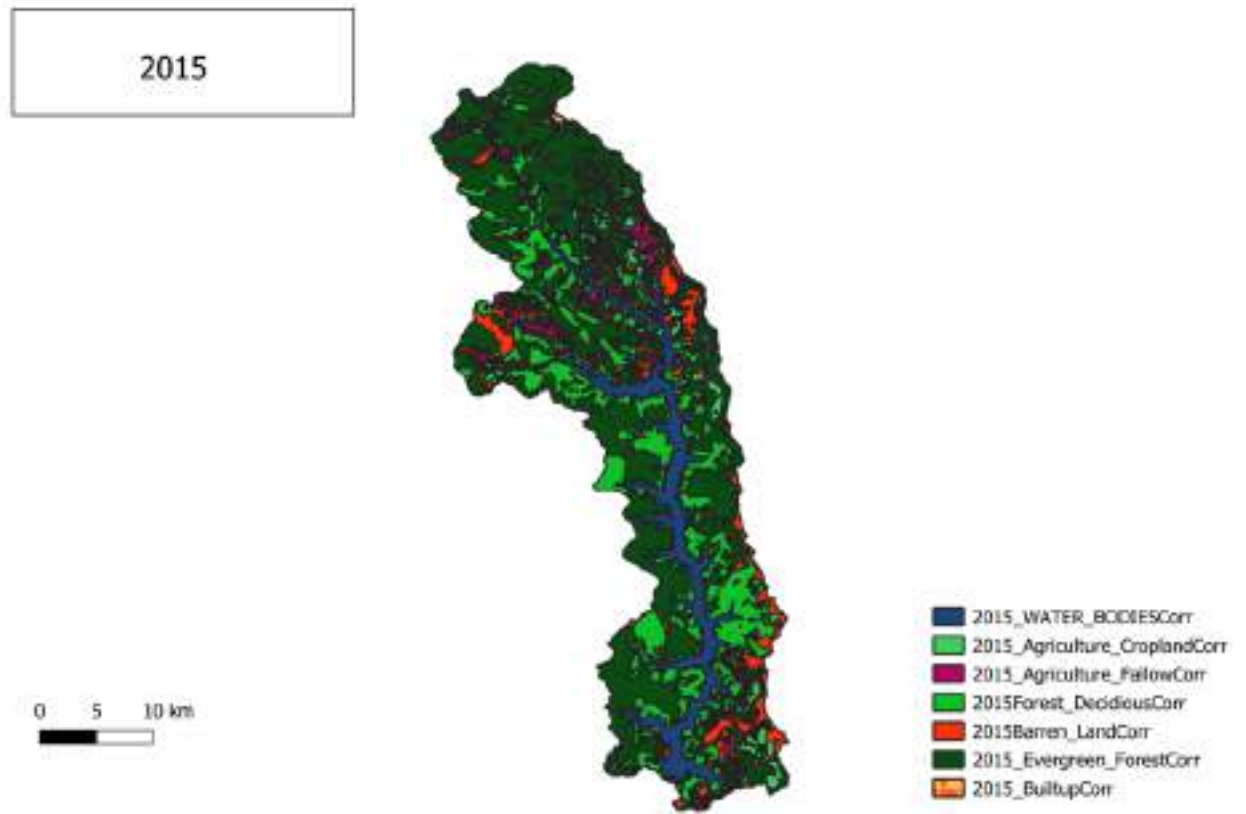 2015
2015_WATER_BODIESCorr
2015_Agriculture_CroplandCorr
2015_Agriculture_FallowCorr
2015Forest_DecidiousCorr
2015Barren_LandCorr
2015_Evergreen_ForestCorr
2015_BuiltupCorr
0 5 10 km